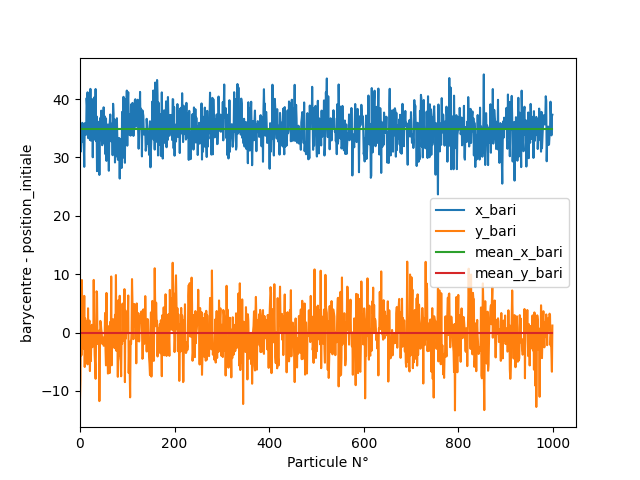 40
30
20
10
0
−10
barycentre - position_initiale
x_bari
y_bari
mean_x_bari
mean_y_bari
0 200 400 600 800 1000
Particule N°